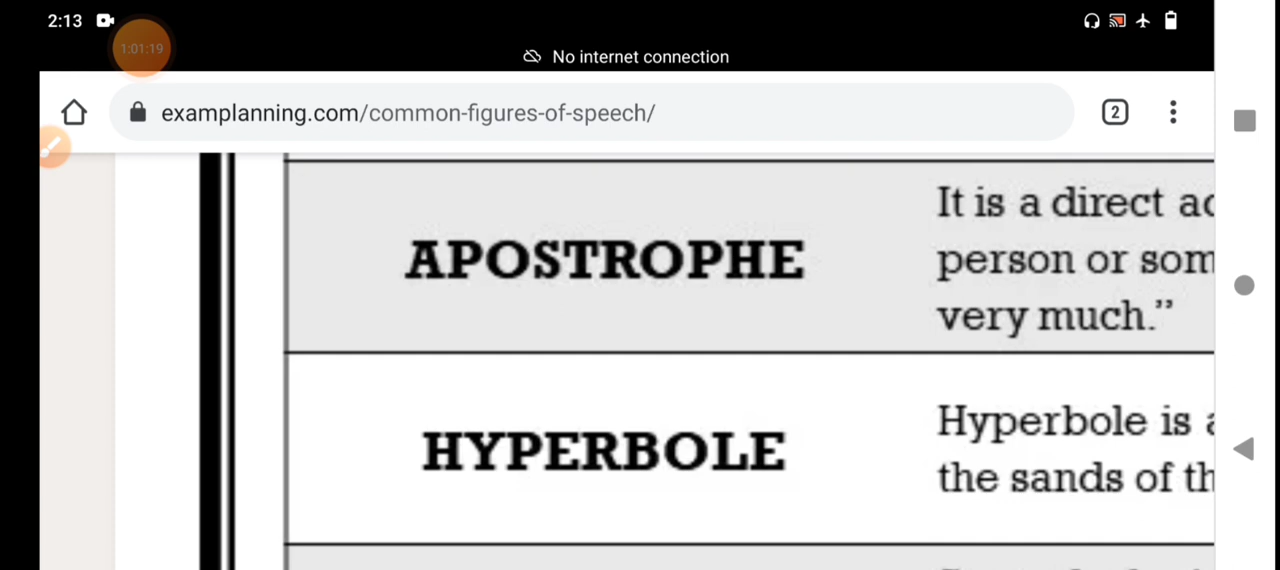 2:13
1:01:19
No internet connection
examplanning.com/common-figures-of-speech/
2
It is a direct
APOSTROPHE
person or
very much.”
Hyperbole is
HYPERBOLE
the sands of